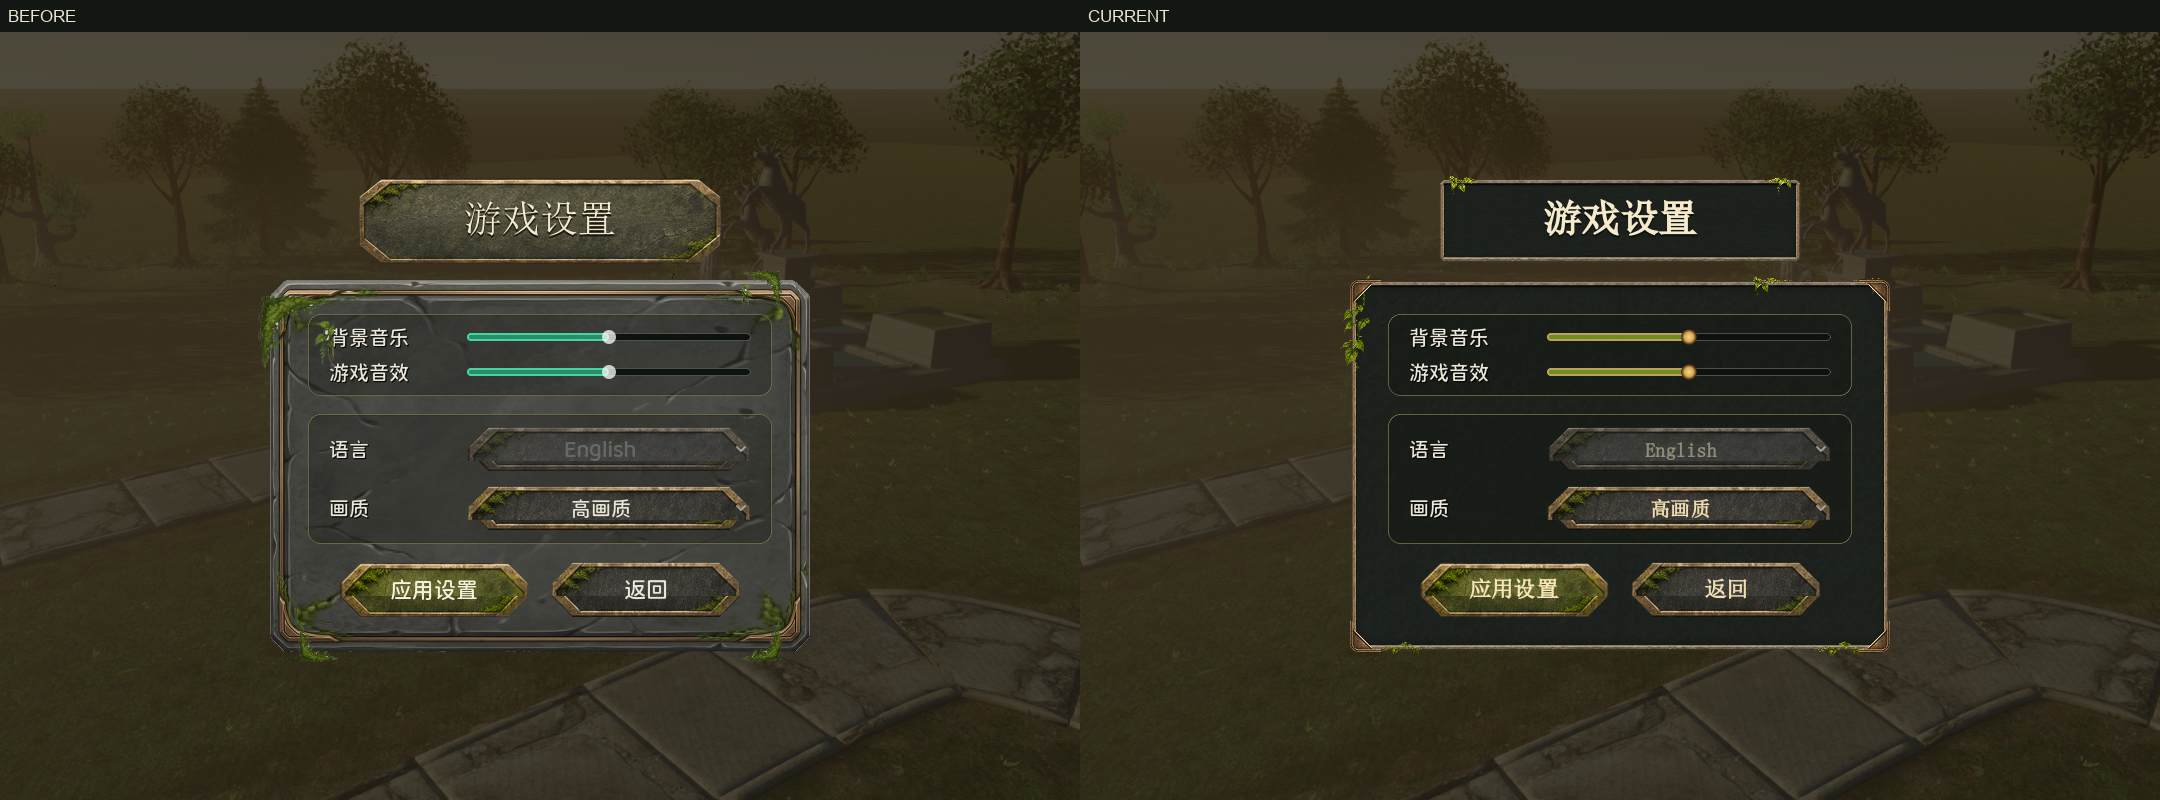 BEFORE
游戏设置
背景音乐
游戏音效
语言
English
画质
高画质
应用设置
返回
CURRENT
游戏设置
背景音乐
游戏音效
语言
English
画质
高画质
应用设置
返回